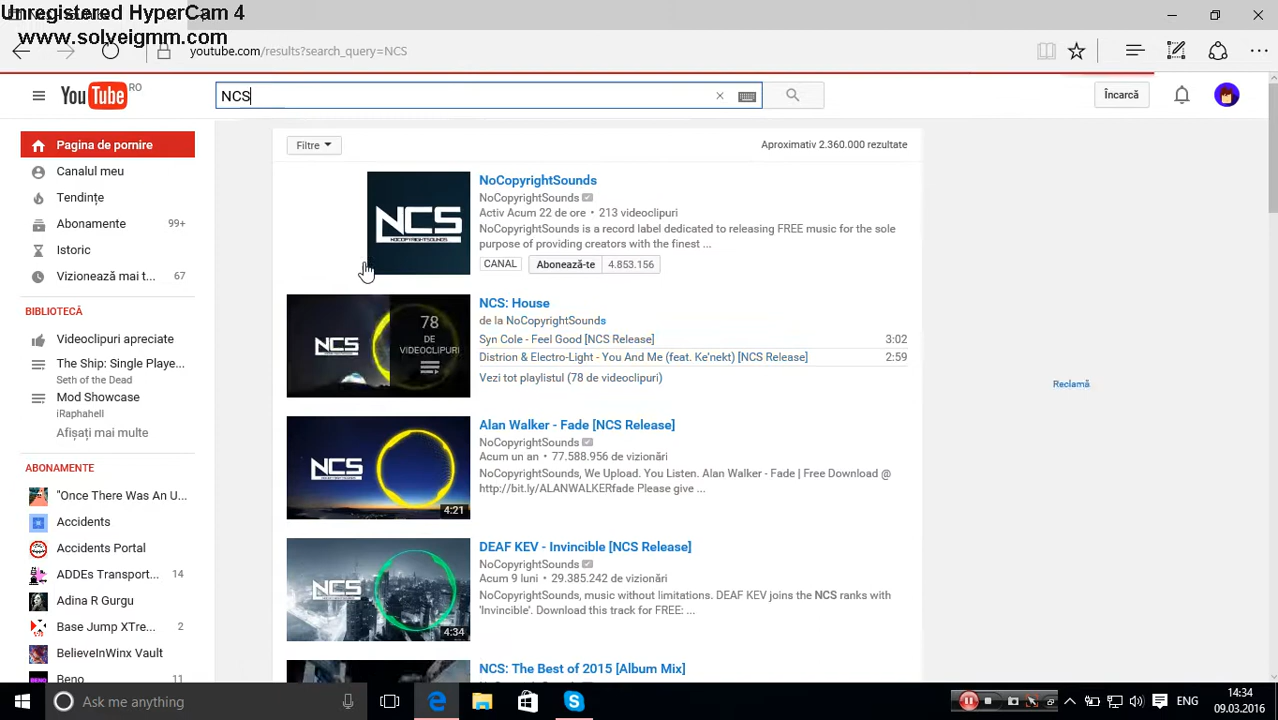 Unregistered HyperCam 4
www.solveigmm.com
youtube.com/results?search_query=NCS
YouTube RO
NCS
Încarcă
Pagina de pornire
Canalul meu
Tendințe
Abonamente 99+
Istoric
Vizionează mai t... 67
BIBLIOTECĂ
Videoclipuri apreciate
The Ship: Single Playe...
Seth of the Dead
Mod Showcase
iRaphahell
Afișați mai multe
ABONAMENTE
"Once There Was An U...
Accidents
Accidents Portal
ADDEs Transport... 14
Adina R Gurgu
Base Jump XTre... 2
BelieveInWinx Vault
Beno 11
Filtre
Aproximativ 2.360.000 rezultate
NCS
NOCOPYRIGHTSOUNDS
NoCopyrightSounds
NoCopyrightSounds
Activ Acum 22 de ore • 213 videoclipuri
NoCopyrightSounds is a record label dedicated to releasing FREE music for the sole
purpose of providing creators with the finest ...
CANAL Abonează-te 4.853.156
NCS
78
DE
VIDEOCLIPURI
NCS: House
de la NoCopyrightSounds
Syn Cole - Feel Good [NCS Release] 3:02
Distrion & Electro-Light - You And Me (feat. Ke'nekt) [NCS Release] 2:59
Vezi tot playlistul (78 de videoclipuri)
NCS
4:21
Alan Walker - Fade [NCS Release]
NoCopyrightSounds
Acum un an • 77.588.956 de vizionări
NoCopyrightSounds, We Upload. You Listen. Alan Walker - Fade | Free Download @
http://bit.ly/ALANWALKERfade Please give ...
NCS
4:34
DEAF KEV - Invincible [NCS Release]
NoCopyrightSounds
Acum 9 luni • 29.385.242 de vizionări
NoCopyrightSounds, music without limitations. DEAF KEV joins the NCS ranks with
'Invincible'. Download this track for FREE: ...
NCS: The Best of 2015 [Album Mix]
Reclamă
Ask me anything
ENG
14:34
09.03.2016